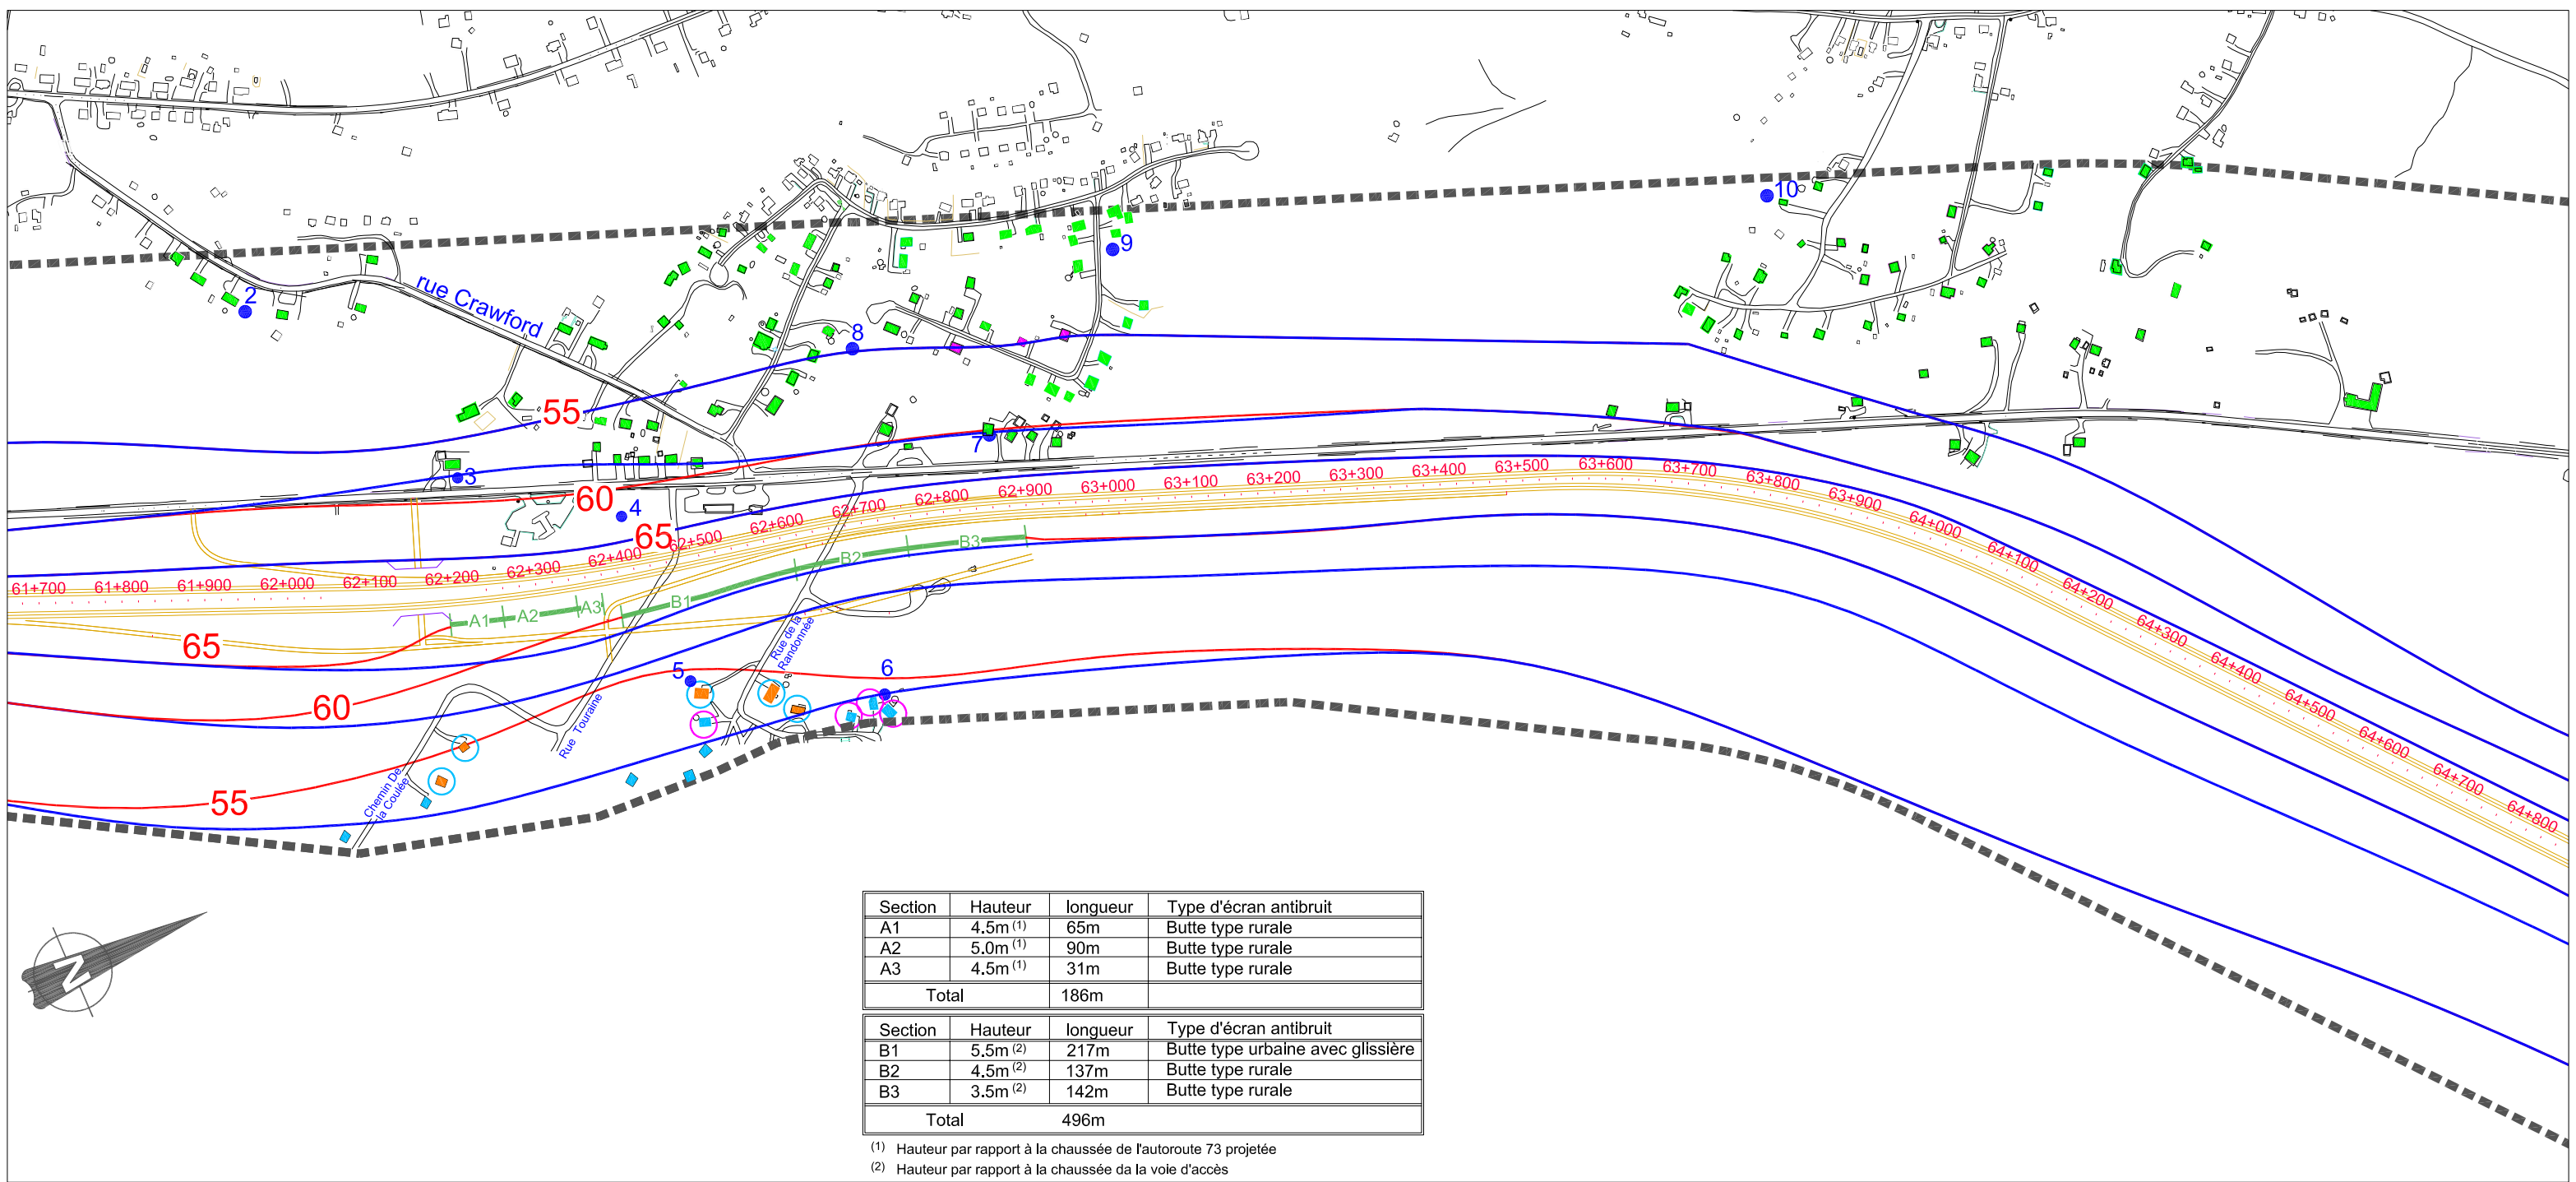 10
9
2
rue Crawford
8
55
7
3
60
4
65
61+700
61+800
61+900
62+000
62+100
62+200
62+300
62+400
62+500
62+600
62+700
62+800
62+900
63+000
63+100
63+200
63+300
63+400
63+500
63+600
63+700
63+800
63+900
64+000
64+100
64+200
64+300
64+400
64+500
64+600
64+700
64+800
A1
A2
A3
B1
B2
B3
65
60
55
5
6
Rue de la
Randonnée
Rue Touraine
Chemin De
la Coulée
N
Section Hauteur longueur Type d'écran antibruit
A1 4.5m (1) 65m Butte type rurale
A2 5.0m (1) 90m Butte type rurale
A3 4.5m (1) 31m Butte type rurale
Total 186m
Section Hauteur longueur Type d'écran antibruit
B1 5.5m (2) 217m Butte type urbaine avec glissière
B2 4.5m (2) 137m Butte type rurale
B3 3.5m (2) 142m Butte type rurale
Total 496m
(1) Hauteur par rapport à la chaussée de l'autoroute 73 projetée
(2) Hauteur par rapport à la chaussée da la voie d'accès